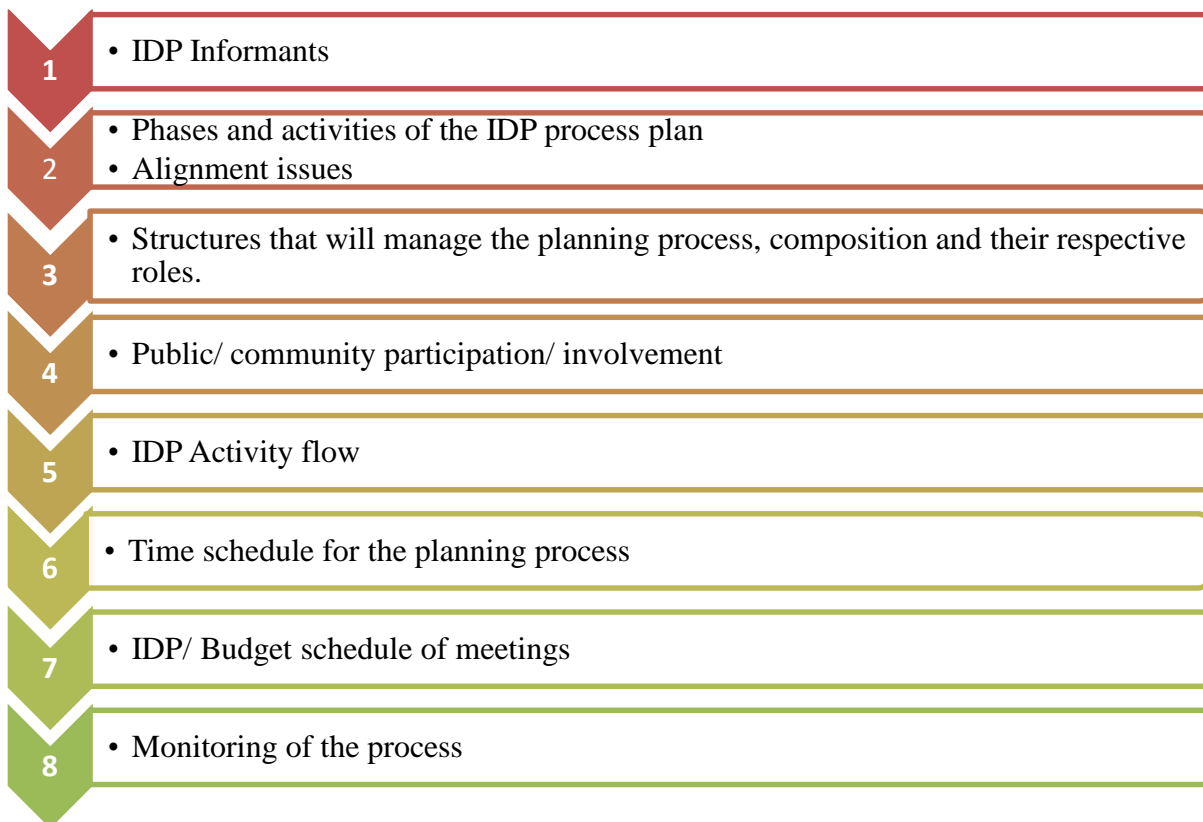 1
• IDP Informants
2
• Phases and activities of the IDP process plan
• Alignment issues
3
• Structures that will manage the planning process, composition and their respective
roles.
4
• Public/ community participation/ involvement
5
• IDP Activity flow
6
• Time schedule for the planning process
7
• IDP/ Budget schedule of meetings
8
• Monitoring of the process